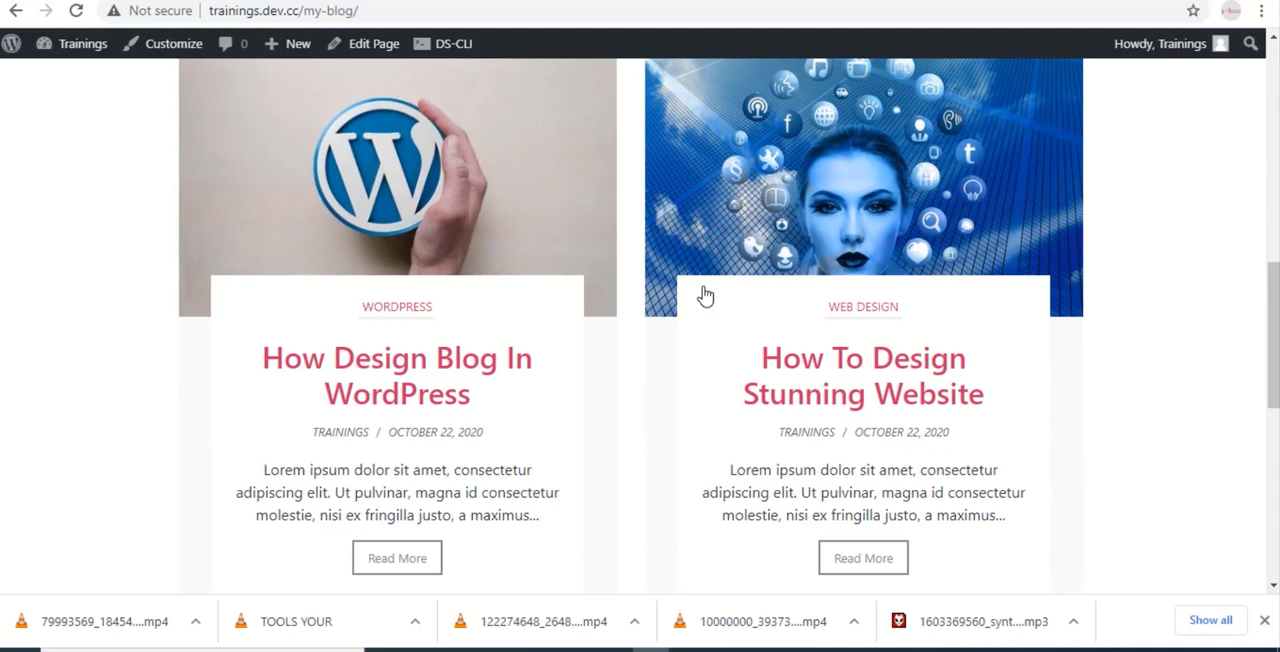 Not secure | trainings.dev.cc/my-blog/
Trainings Customize 0 New Edit Page DS-CLI Howdy, Trainings
W
f
t
§
WORDPRESS
How Design Blog In
WordPress
TRAININGS / OCTOBER 22, 2020
Lorem ipsum dolor sit amet, consectetur
adipiscing elit. Ut pulvinar, magna id consectetur
molestie, nisi ex fringilla justo, a maximus...
Read More
WEB DESIGN
How To Design
Stunning Website
TRAININGS / OCTOBER 22, 2020
Lorem ipsum dolor sit amet, consectetur
adipiscing elit. Ut pulvinar, magna id consectetur
molestie, nisi ex fringilla justo, a maximus...
Read More
79993569_18454....mp4 TOOLS YOUR 122274648_2648....mp4 10000000_39373....mp4 1603369560_synt....mp3 Show all